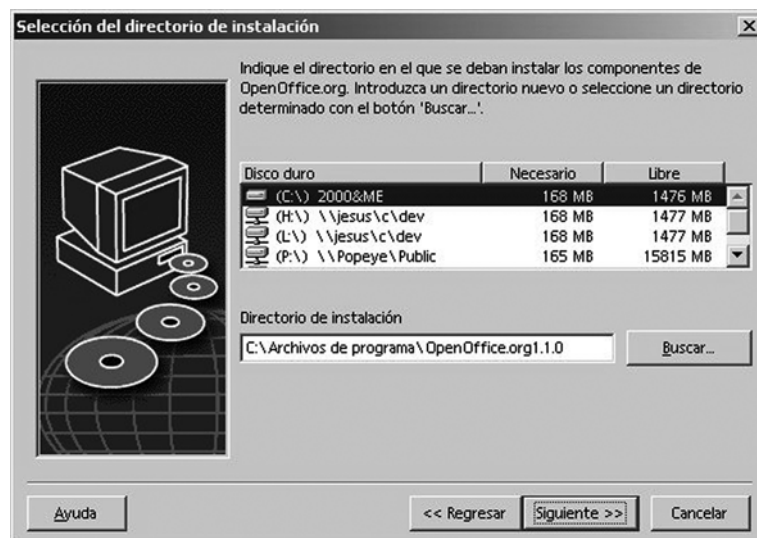 Selección del directorio de instalación
Indique el directorio en el que se deban instalar los componentes de
OpenOffice.org. Introduzca un directorio nuevo o seleccione un directorio
determinado con el botón 'Buscar...'.
Disco duro Necesario Libre
(C:\) 2000&ME 168 MB 1476 MB
(H:\) \\jesus\c\dev 168 MB 1477 MB
(L:\) \\jesus\c\dev 168 MB 1477 MB
(P:\) \\Popeye\Public 165 MB 15815 MB
Directorio de instalación
C:\Archivos de programa\OpenOffice.org1.1.0 Buscar...
Ayuda << Regresar Siguiente >> Cancelar